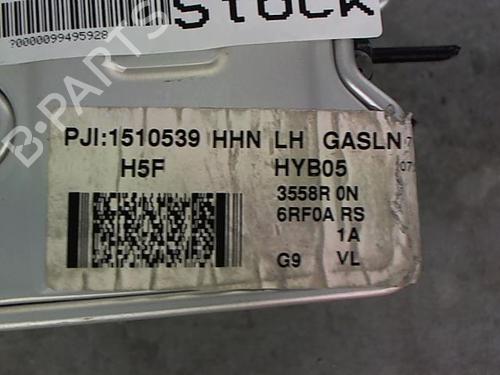 STOCK
?0000099495928
B-PARTS
PJI:1510539 HHN LH GASLN
H5F HYB05
3558R 0N
6RF0A RS
1A
G9 VL